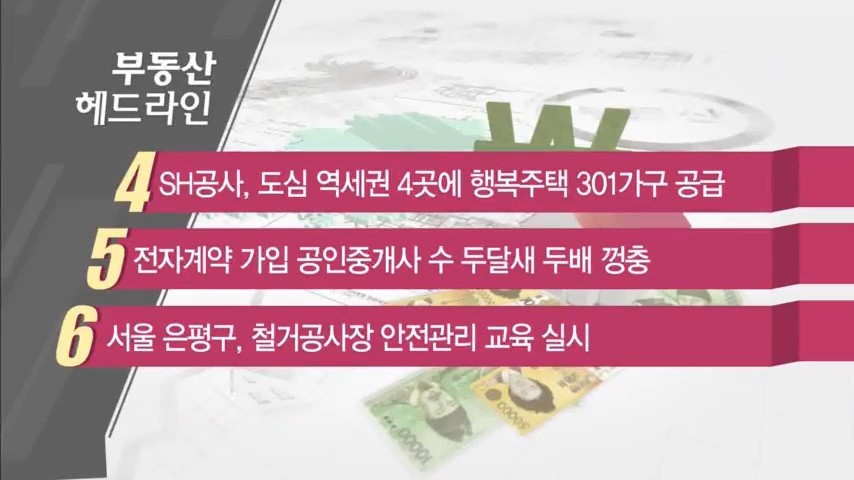 부동산
헤드라인
4 SH공사, 도심 역세권 4곳에 행복주택 301가구 공급
5 전자계약 가입 공인중개사 수 두달새 두배 껑충
6 서울 은평구, 철거공사장 안전관리 교육 실시
10000
50000